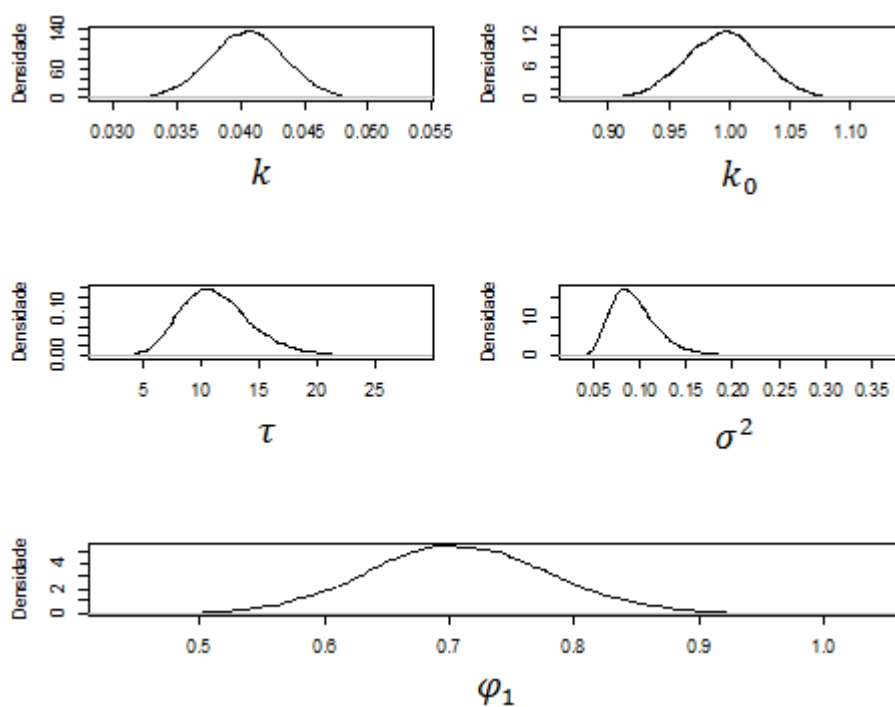 Densidade
0 60 140
0.030 0.035 0.040 0.045 0.050 0.055
k
Densidade
0 6 12
0.90 0.95 1.00 1.05 1.10
k₀
Densidade
0.00 0.10
5 10 15 20 25
τ
Densidade
0 10
0.05 0.10 0.15 0.20 0.25 0.30 0.35
σ²
Densidade
0 2 4
0.5 0.6 0.7 0.8 0.9 1.0
φ₁